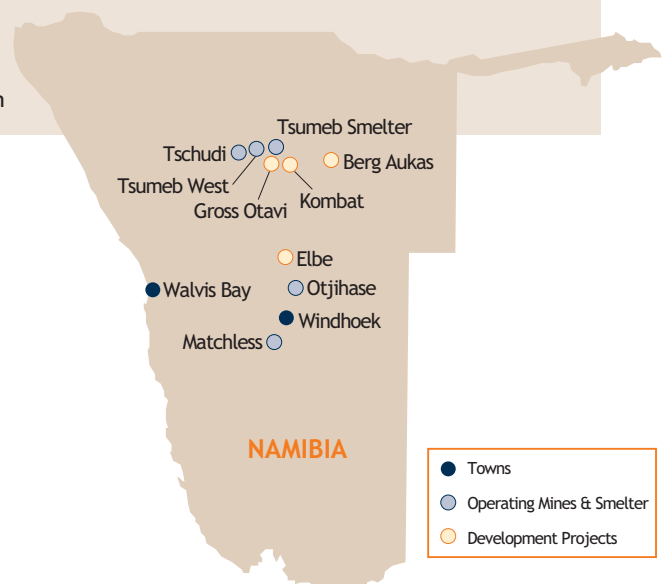 n
Tsumeb Smelter
Tschudi
Berg Aukas
Tsumeb West
Kombat
Gross Otavi
Elbe
Otjihase
Walvis Bay
Windhoek
Matchless
NAMIBIA
Towns
Operating Mines & Smelter
Development Projects